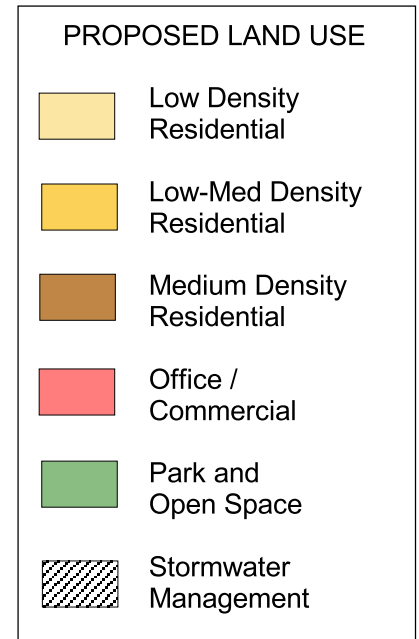 PROPOSED LAND USE
Low Density
Residential
Low-Med Density
Residential
Medium Density
Residential
Office /
Commercial
Park and
Open Space
Stormwater
Management